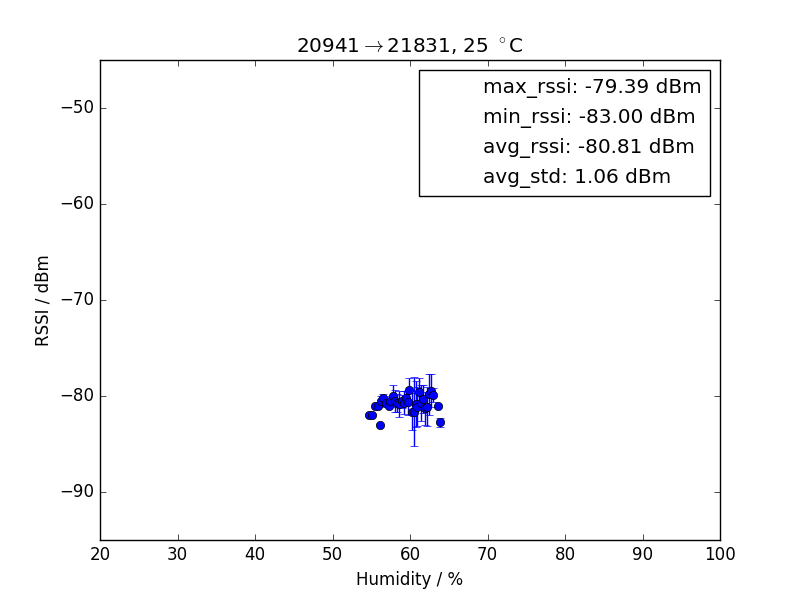 20941→21831, 25 °C
max_rssi: -79.39 dBm
min_rssi: -83.00 dBm
avg_rssi: -80.81 dBm
avg_std: 1.06 dBm
−50
−60
−70
−80
−90
RSSI / dBm
20 30 40 50 60 70 80 90 100
Humidity / %